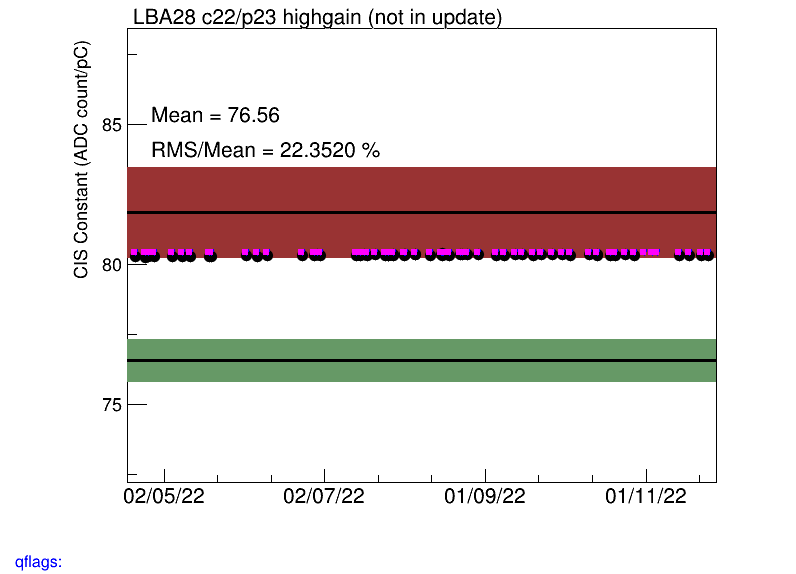 LBA28 c22/p23 highgain (not in update)
CIS Constant (ADC count/pC)
Mean = 76.56
RMS/Mean = 22.3520 %
85
80
75
02/05/22 02/07/22 01/09/22 01/11/22
qflags: